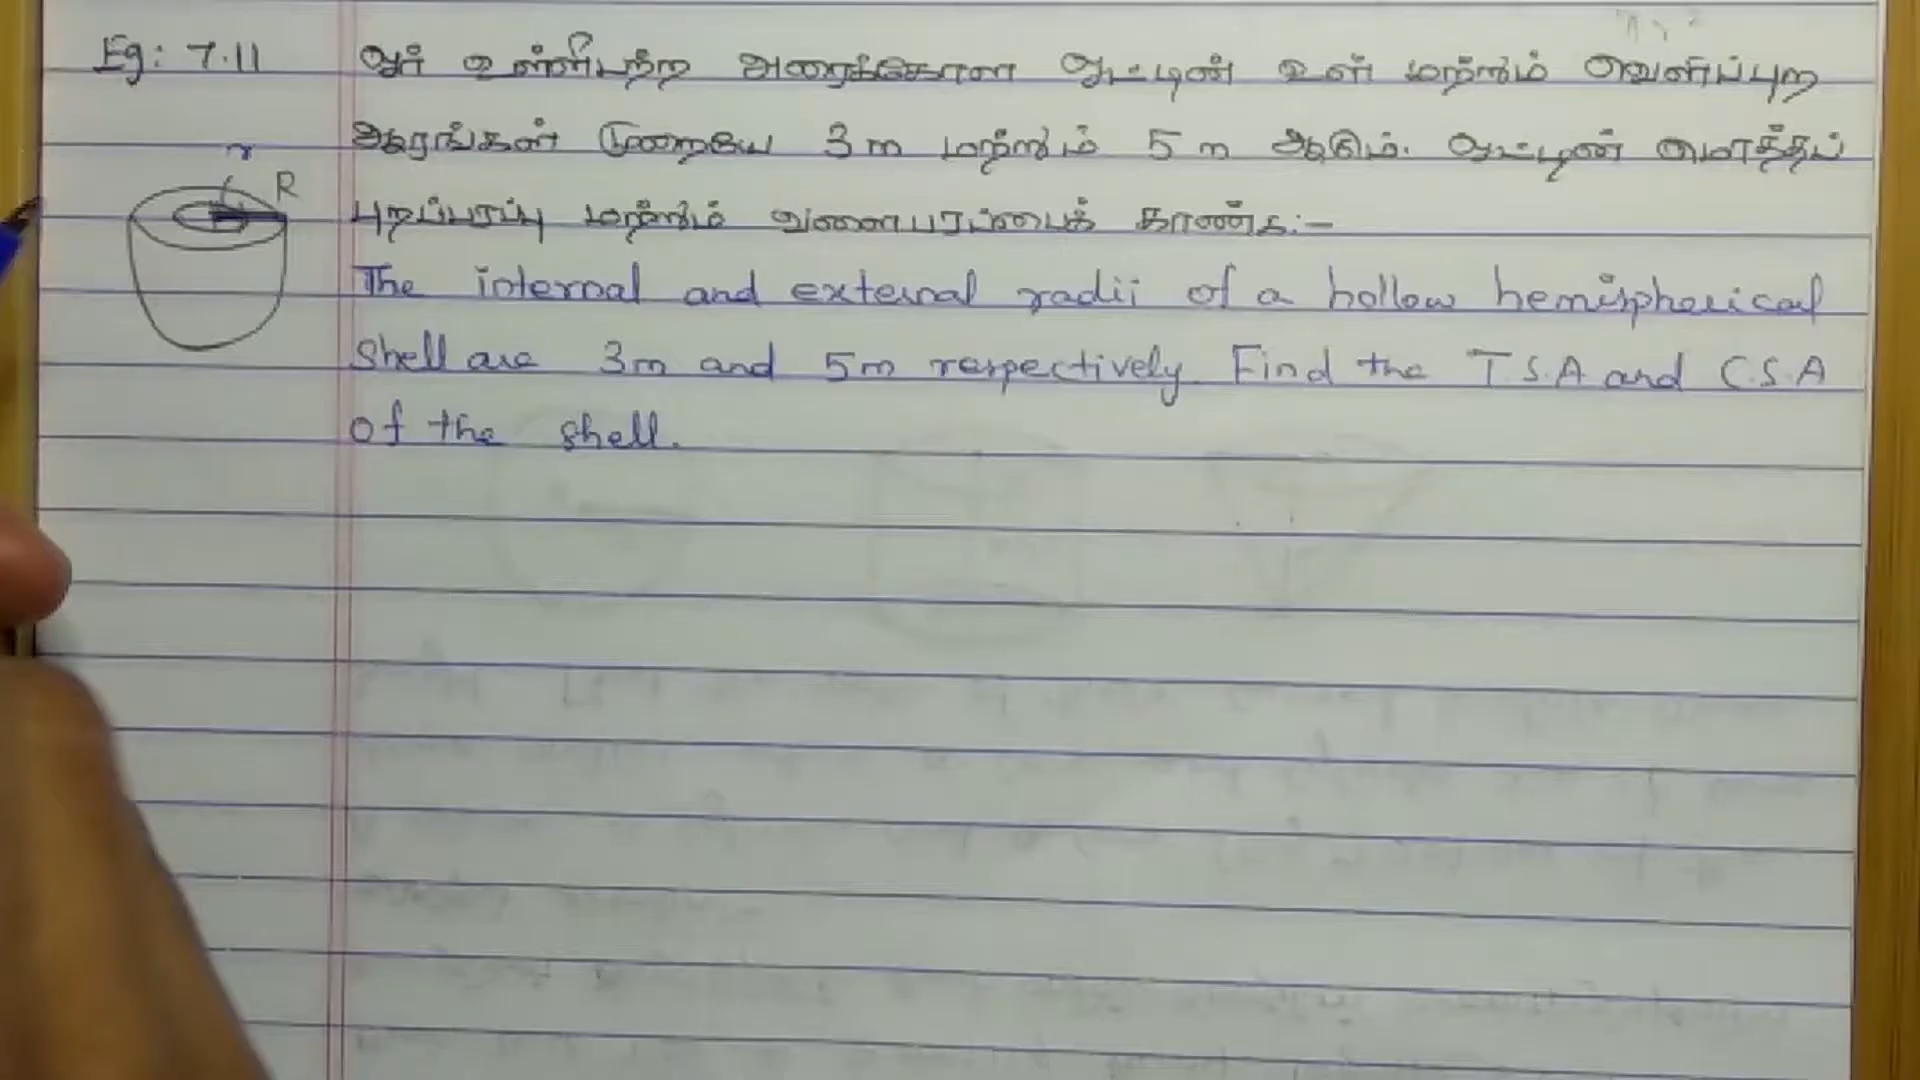 Eg: 7.11 ஓர் உள்ளீடற்ற அரைக்கோள ஓட்டின் உள் மற்றும் வெளிப்புற
ஆரங்கள் முறையே 3 m மற்றும் 5 m ஆகும். ஓட்டின் மொத்தப்
r
R
புறப்பரப்பு மற்றும் வளைபரப்பைக் காண்க:-
The internal and external radii of a hollow hemispherical
Shell are 3m and 5m respectively. Find the T.S.A and C.S.A
of the shell.